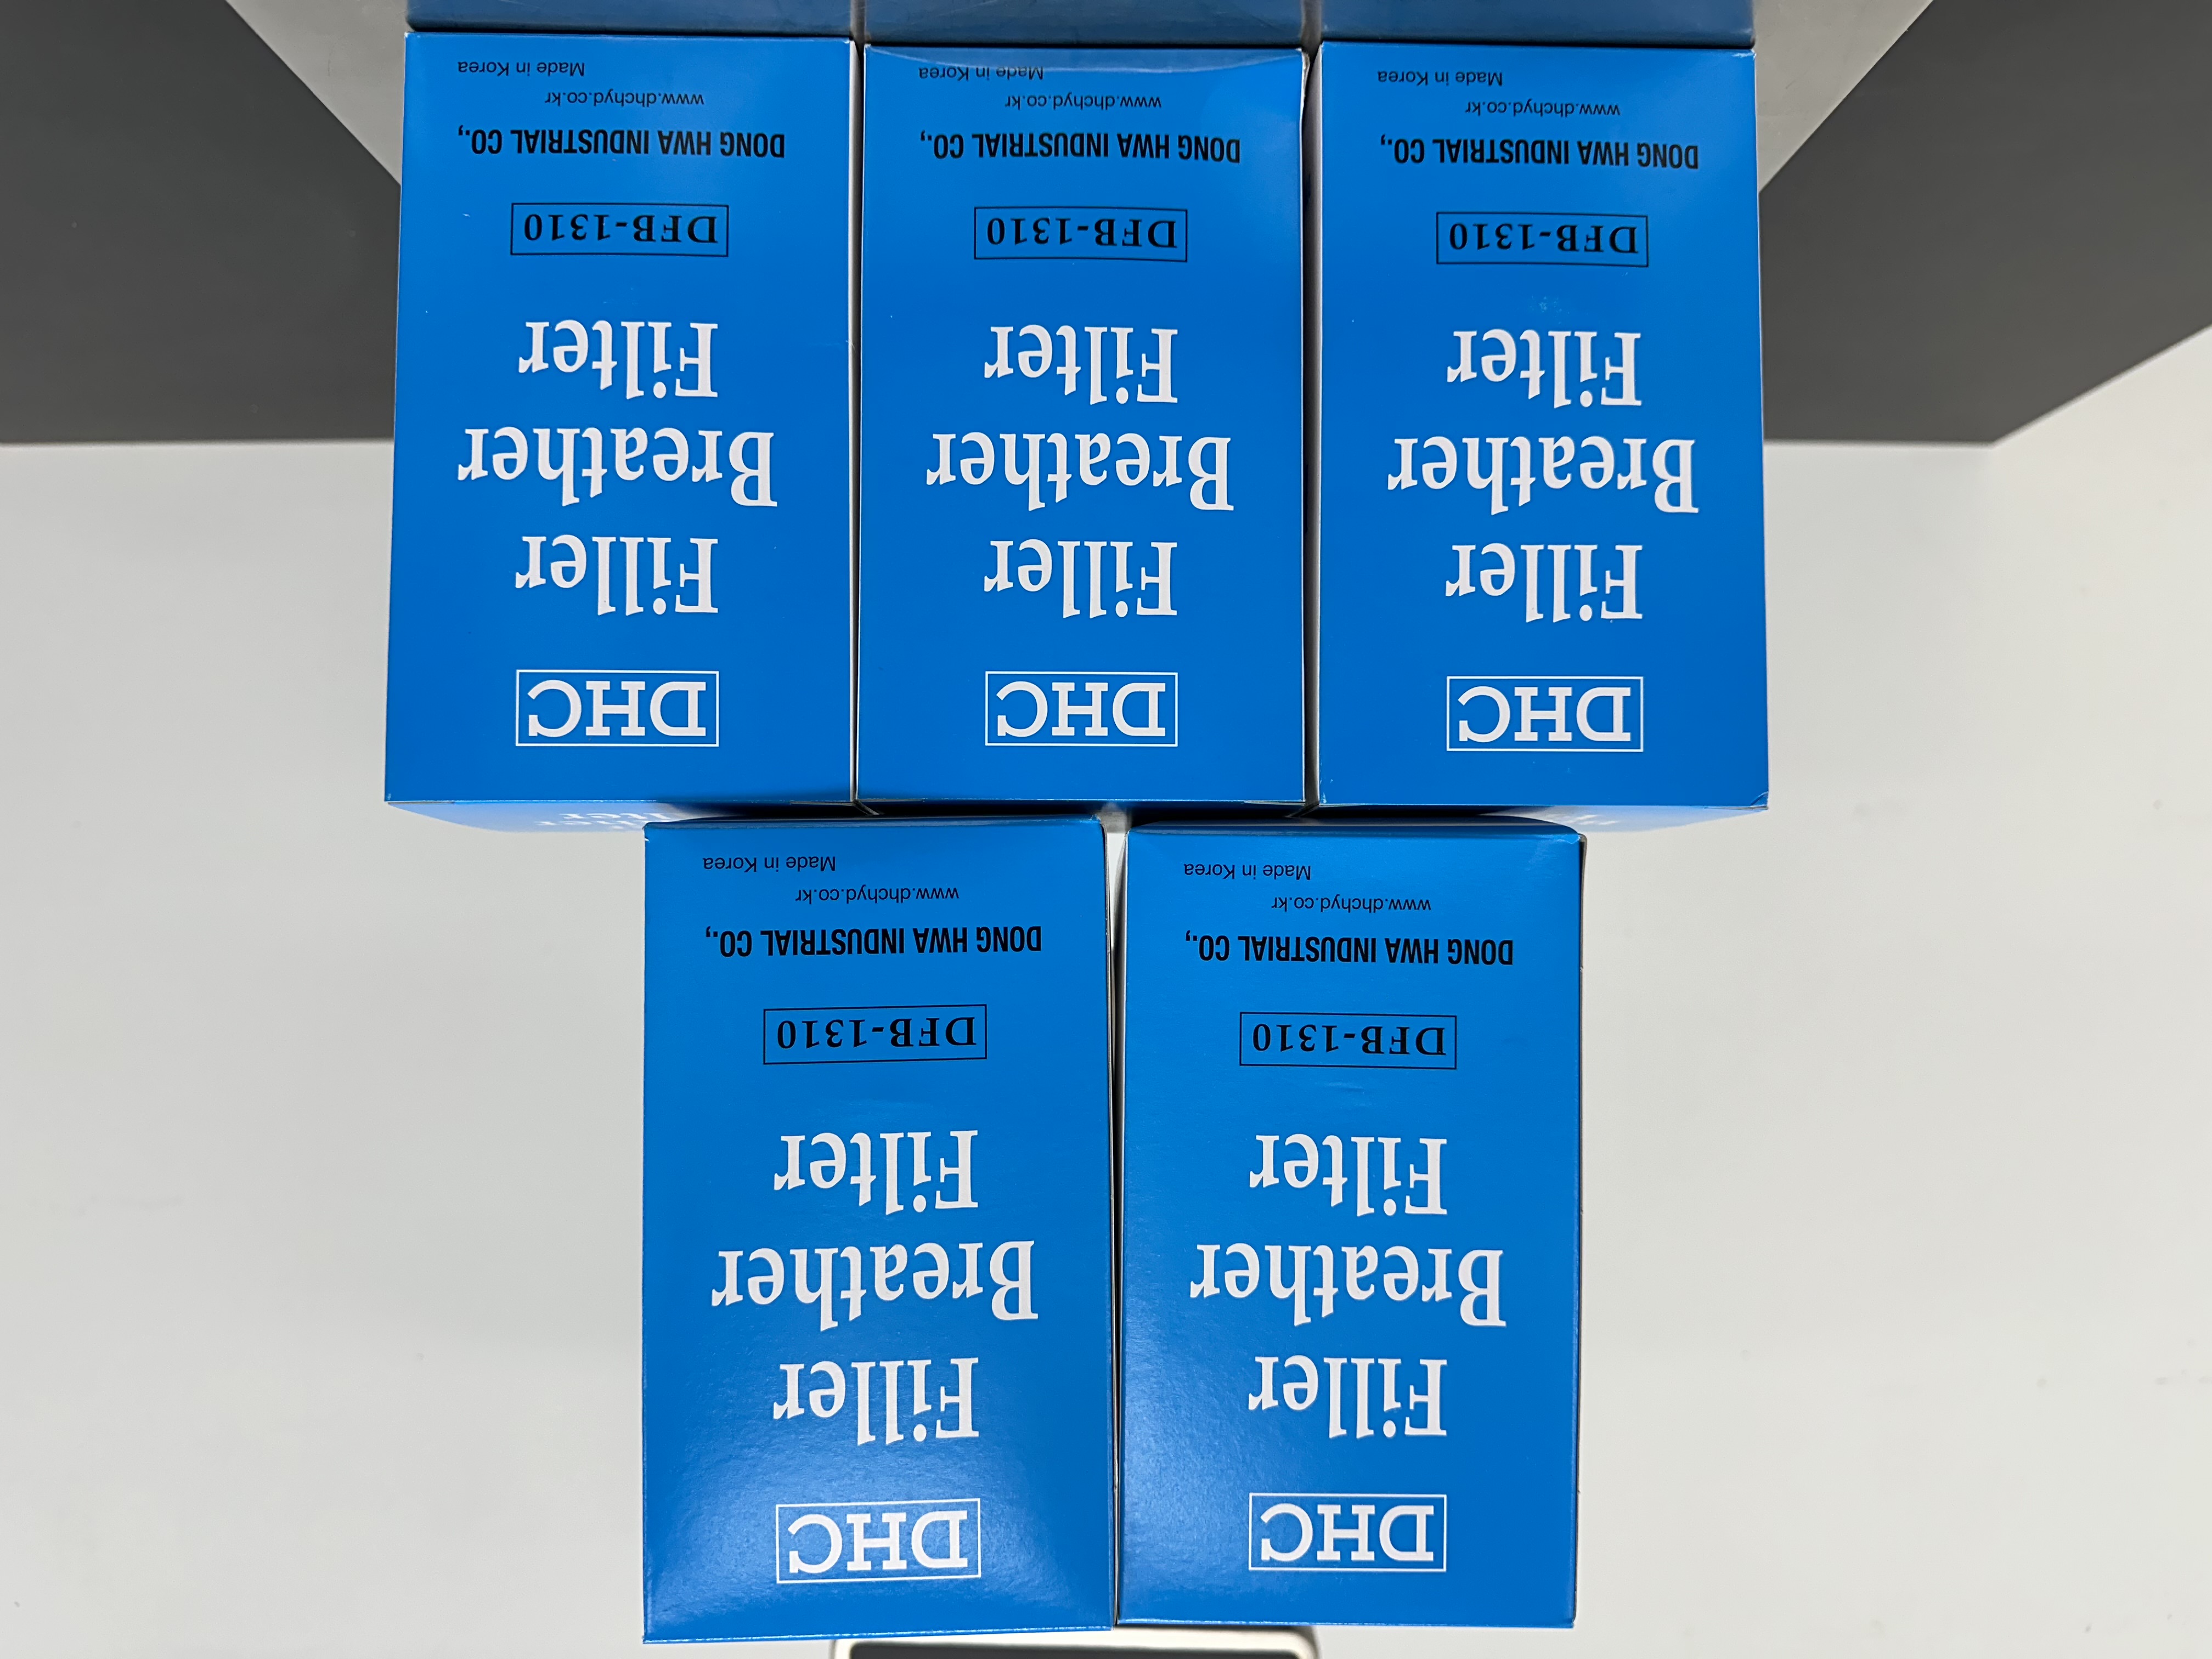 DHC
Filler
Breather
Filter
DFB-1310
DONG HWA INDUSTRIAL CO.,
www.dhchyd.co.kr
Made in Korea
DHC
Filler
Breather
Filter
DFB-1310
DONG HWA INDUSTRIAL CO.,
www.dhchyd.co.kr
Made in Korea
DHC
Filler
Breather
Filter
DFB-1310
DONG HWA INDUSTRIAL CO.,
www.dhchyd.co.kr
Made in Korea
DHC
Filler
Breather
Filter
DFB-1310
DONG HWA INDUSTRIAL CO.,
www.dhchyd.co.kr
Made in Korea
DHC
Filler
Breather
Filter
DFB-1310
DONG HWA INDUSTRIAL CO.,
www.dhchyd.co.kr
Made in Korea